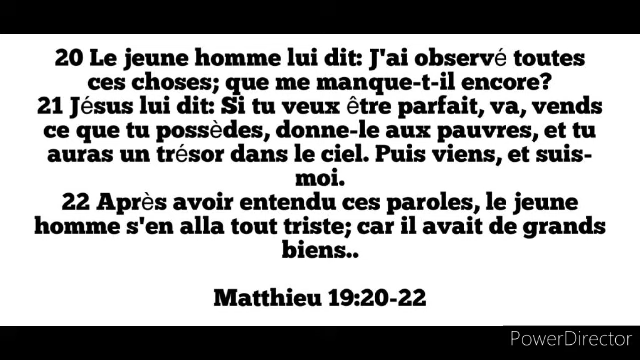 20 Le jeune homme lui dit: J'ai observé toutes
ces choses; que me manque-t-il encore?
21 Jésus lui dit: Si tu veux être parfait, va, vends
ce que tu possèdes, donne-le aux pauvres, et tu
auras un trésor dans le ciel. Puis viens, et suis-
moi.
22 Après avoir entendu ces paroles, le jeune
homme s'en alla tout triste; car il avait de grands
biens..
Matthieu 19:20-22
PowerDirector